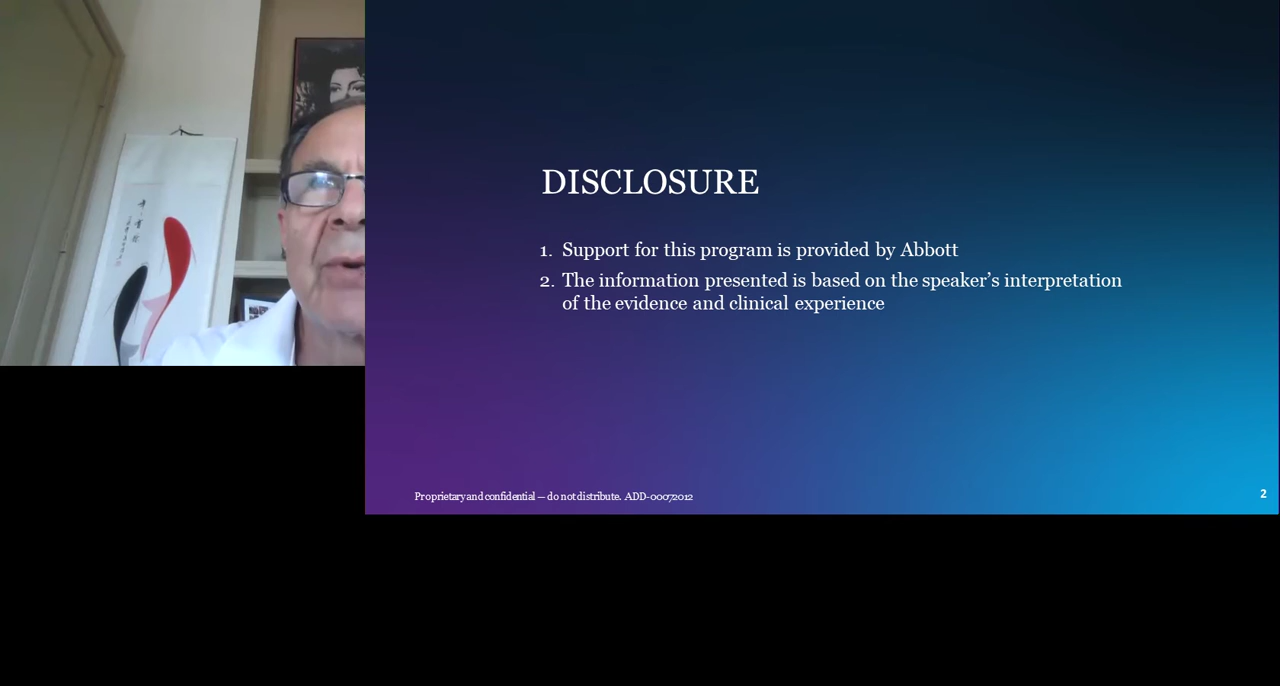 DISCLOSURE
1. Support for this program is provided by Abbott
2. The information presented is based on the speaker’s interpretation
of the evidence and clinical experience
Proprietary and confidential — do not distribute. ADD-00072012
2